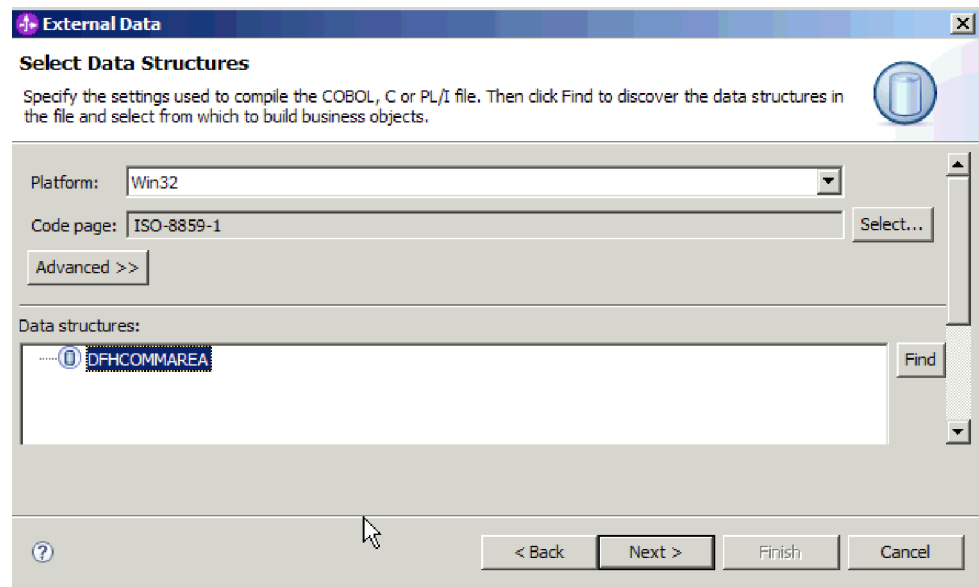 External Data
Select Data Structures
Specify the settings used to compile the COBOL, C or PL/I file. Then click Find to discover the data structures in
the file and select from which to build business objects.
Platform: Win32
Code page: ISO-8859-1 Select...
Advanced >>
Data structures:
DFHCOMMAREA Find
< Back Next > Finish Cancel